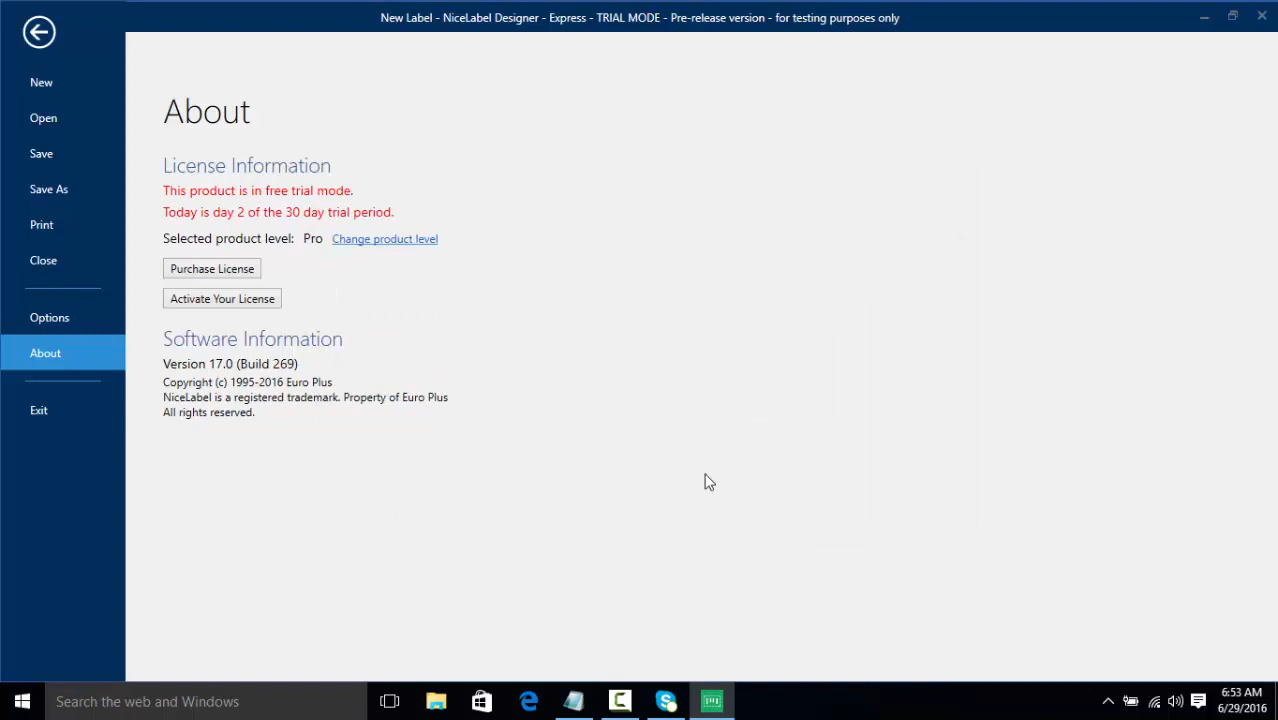 New Label - NiceLabel Designer - Express - TRIAL MODE - Pre-release version - for testing purposes only
New
Open
Save
Save As
Print
Close
Options
About
Exit
About
License Information
This product is in free trial mode.
Today is day 2 of the 30 day trial period.
Selected product level: Pro Change product level
Purchase License
Activate Your License
Software Information
Version 17.0 (Build 269)
Copyright (c) 1995-2016 Euro Plus
NiceLabel is a registered trademark. Property of Euro Plus
All rights reserved.
Search the web and Windows
6:53 AM
6/29/2016